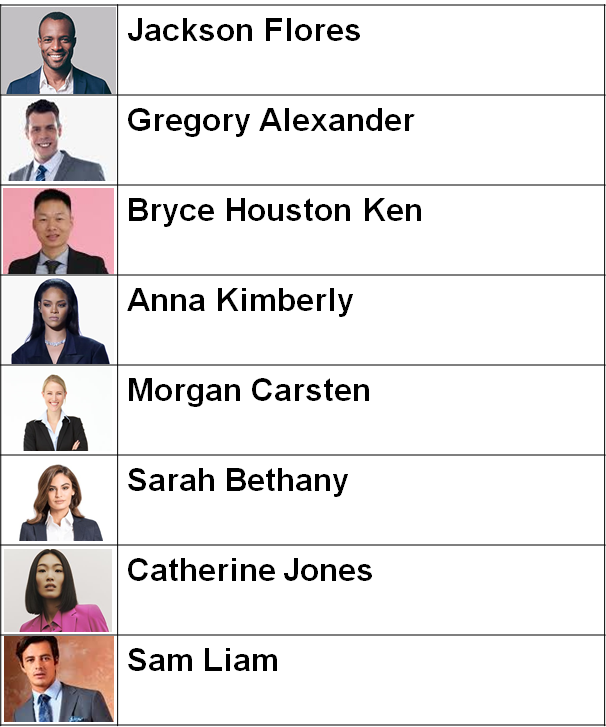 Jackson Flores
Gregory Alexander
Bryce Houston Ken
Anna Kimberly
Morgan Carsten
Sarah Bethany
Catherine Jones
Sam Liam